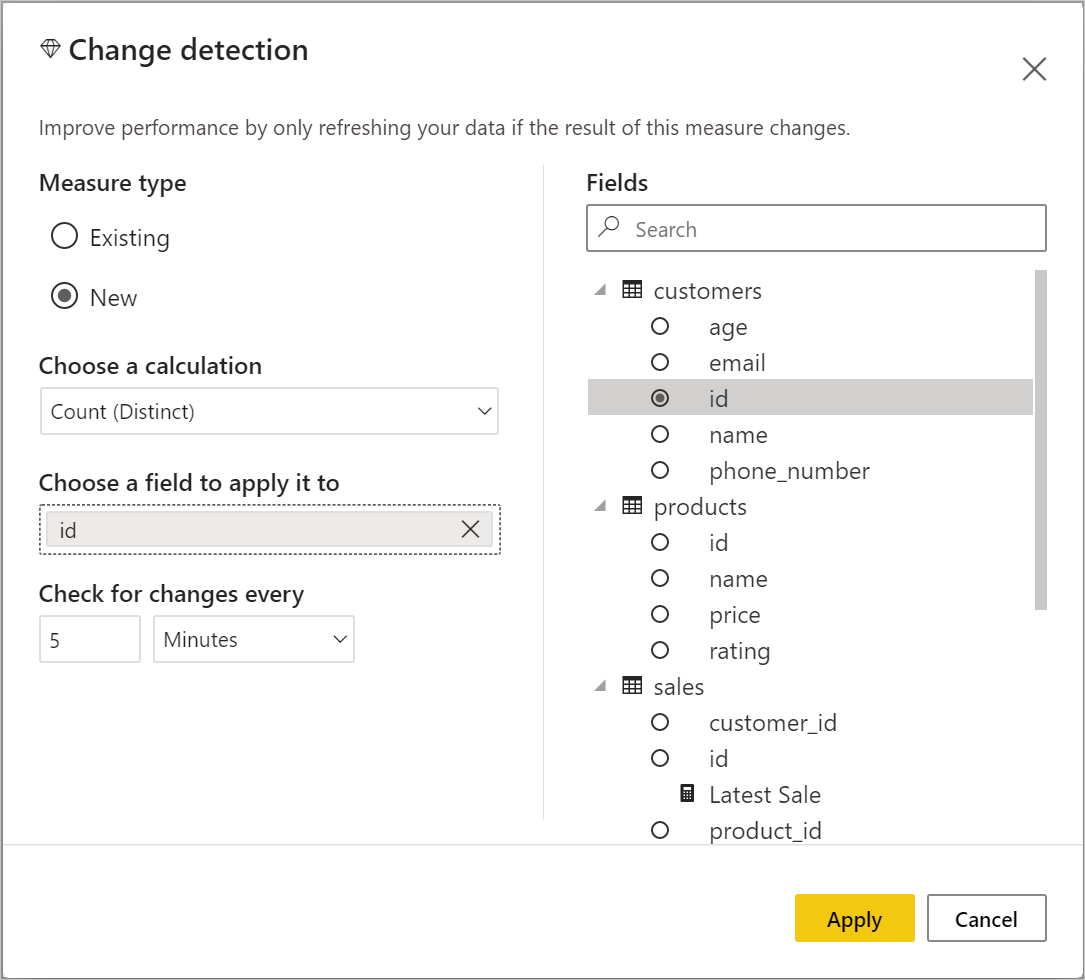 Change detection
Improve performance by only refreshing your data if the result of this measure changes.
Measure type
Existing
New
Choose a calculation
Count (Distinct)
Choose a field to apply it to
id
Check for changes every
5
Minutes
Fields
Search
customers
age
email
id
name
phone_number
products
id
name
price
rating
sales
customer_id
id
Latest Sale
product_id
Apply
Cancel